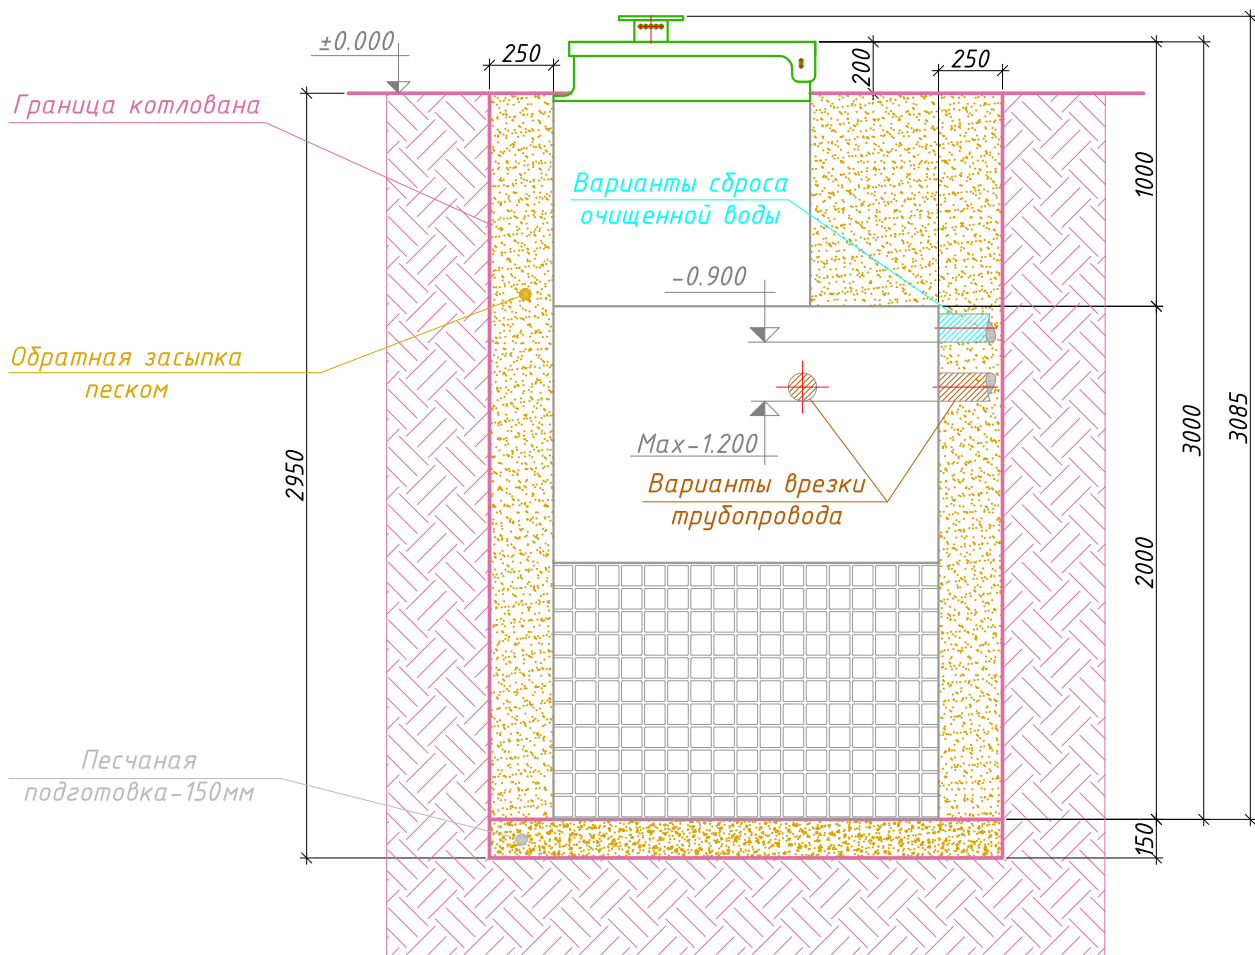 ±0.000
250
200
250
Граница котлована
1000
Варианты сброса
очищенной воды
-0.900
Обратная засыпка
песком
3000
3085
Max-1.200
2950
Варианты врезки
трубопровода
2000
Песчаная
подготовка-150мм
150